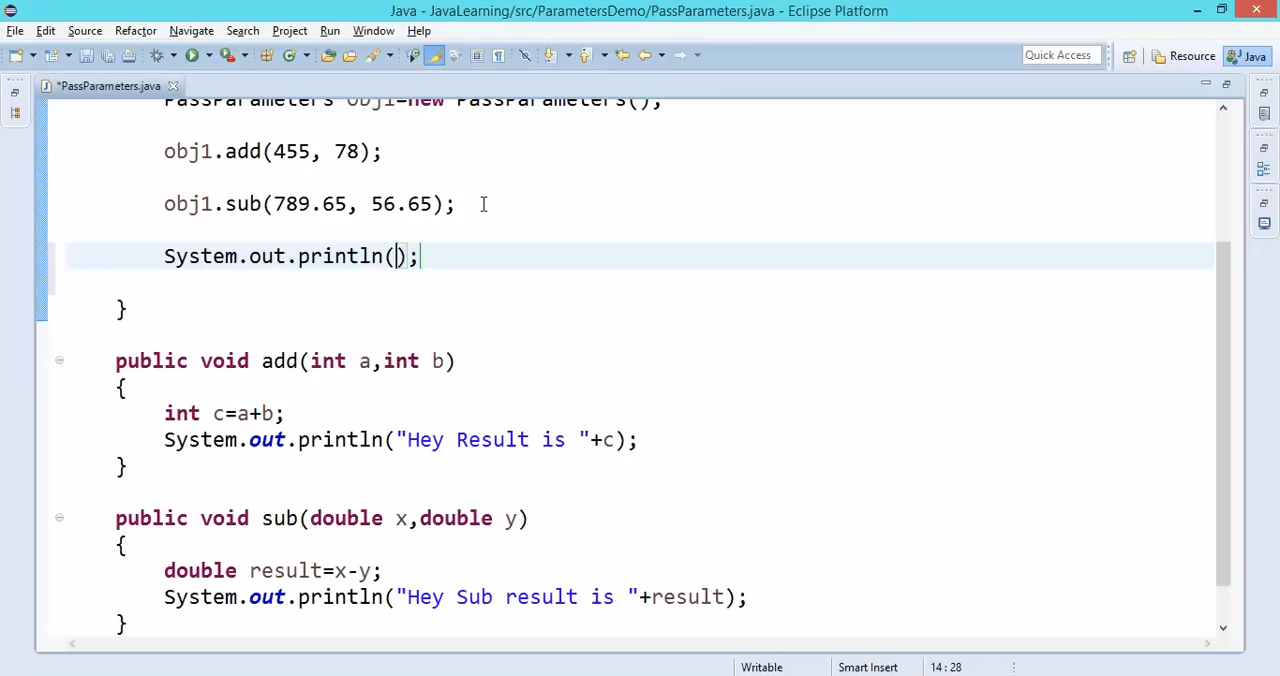 Java - JavaLearning/src/ParametersDemo/PassParameters.java - Eclipse Platform
File Edit Source Refactor Navigate Search Project Run Window Help
Quick Access Resource Java
*PassParameters.java
PassParameters obj1=new PassParameters();
obj1.add(455, 78);
obj1.sub(789.65, 56.65);
System.out.println();
}
public void add(int a,int b)
{
int c=a+b;
System.out.println("Hey Result is "+c);
}
public void sub(double x,double y)
{
double result=x-y;
System.out.println("Hey Sub result is "+result);
}
Writable Smart Insert 14 : 28